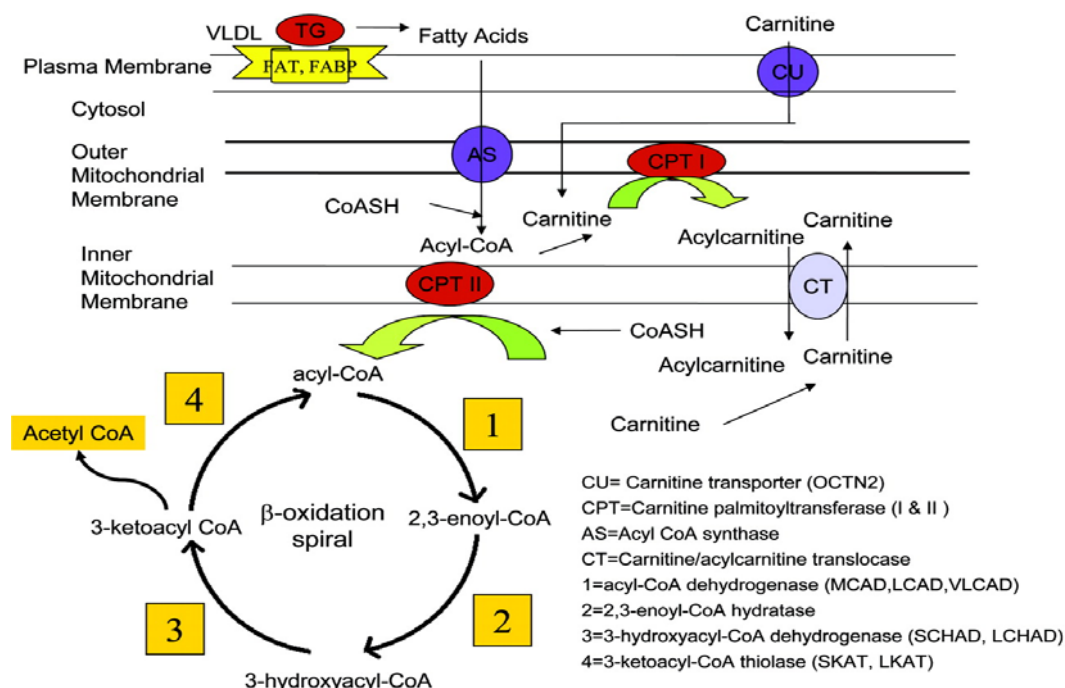 VLDL
TG
Fatty Acids
Carnitine
Plasma Membrane
FAT, FABP
CU
Cytosol
Outer
Mitochondrial
Membrane
AS
CPT I
CoASH
Carnitine
Acyl-CoA
Acylcarnitine
Carnitine
Inner
Mitochondrial
Membrane
CPT II
CT
CoASH
Acylcarnitine
Carnitine
acyl-CoA
Carnitine
4
1
Acetyl CoA
3-ketoacyl CoA
β-oxidation
spiral
2,3-enoyl-CoA
3
2
3-hydroxyacyl-CoA
CU= Carnitine transporter (OCTN2)
CPT=Carnitine palmitoyltransferase (I & II )
AS=Acyl CoA synthase
CT=Carnitine/acylcarnitine translocase
1=acyl-CoA dehydrogenase (MCAD,LCAD,VLCAD)
2=2,3-enoyl-CoA hydratase
3=3-hydroxyacyl-CoA dehydrogenase (SCHAD, LCHAD)
4=3-ketoacyl-CoA thiolase (SKAT, LKAT)